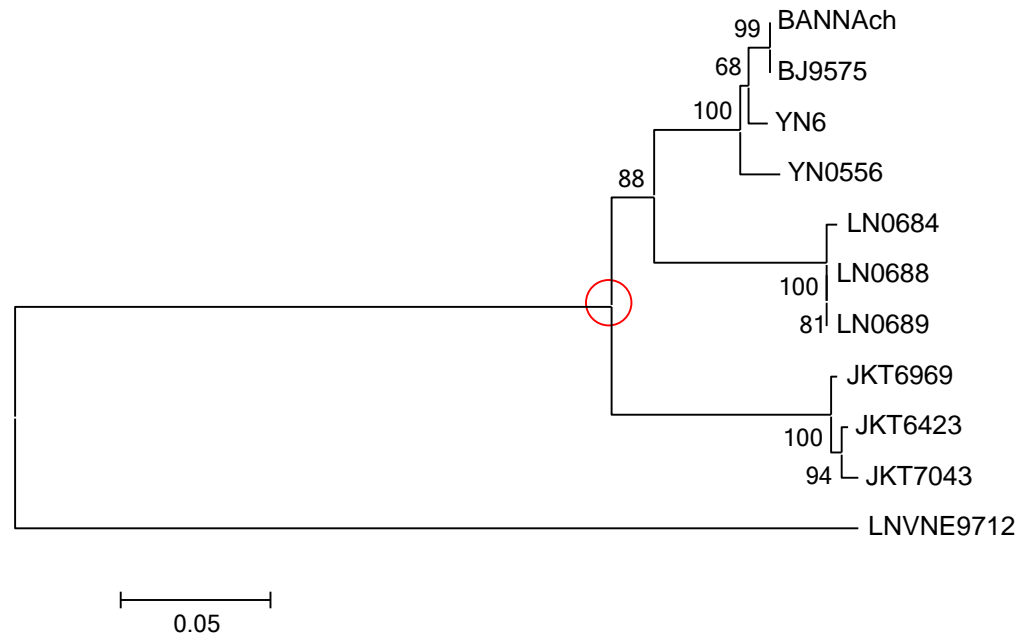 99
BANNAch
68
BJ9575
100
YN6
YN0556
88
LN0684
LN0688
100
81
LN0689
JKT6969
JKT6423
100
94
JKT7043
LNVNE9712
0.05